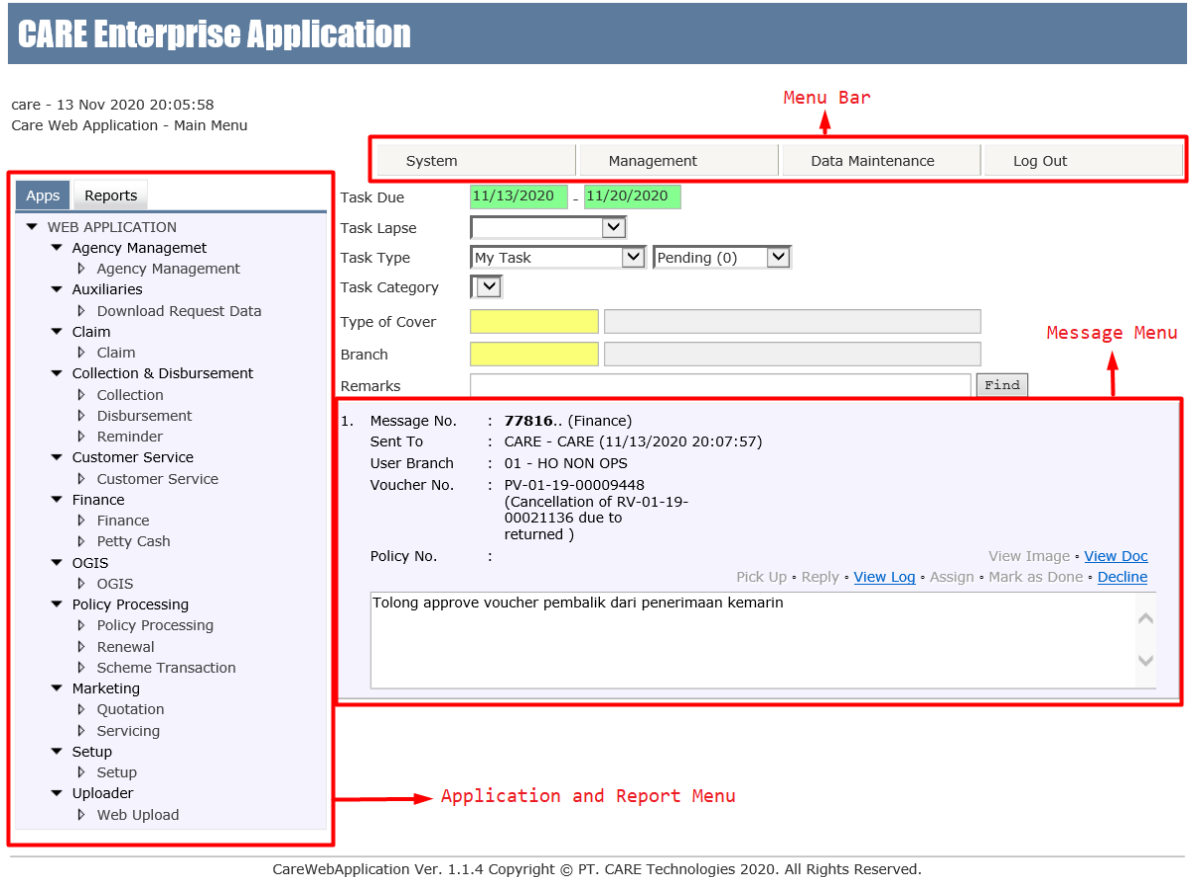 CARE Enterprise Application
care - 13 Nov 2020 20:05:58
Care Web Application - Main Menu
Menu Bar
System Management Data Maintenance Log Out
Apps Reports
WEB APPLICATION
Agency Managemet
Agency Management
Auxiliaries
Download Request Data
Claim
Claim
Collection & Disbursement
Collection
Disbursement
Reminder
Customer Service
Customer Service
Finance
Finance
Petty Cash
OGIS
OGIS
Policy Processing
Policy Processing
Renewal
Scheme Transaction
Marketing
Quotation
Servicing
Setup
Setup
Uploader
Web Upload
Task Due 11/13/2020 - 11/20/2020
Task Lapse
Task Type My Task Pending (0)
Task Category
Type of Cover
Branch
Remarks Find
Message Menu
1. Message No. : 77816.. (Finance)
Sent To : CARE - CARE (11/13/2020 20:07:57)
User Branch : 01 - HO NON OPS
Voucher No. : PV-01-19-00009448
(Cancellation of RV-01-19-
00021136 due to
returned )
Policy No. :
View Image • View Doc
Pick Up • Reply • View Log • Assign • Mark as Done • Decline
Tolong approve voucher pembalik dari penerimaan kemarin
Application and Report Menu
CareWebApplication Ver. 1.1.4 Copyright © PT. CARE Technologies 2020. All Rights Reserved.